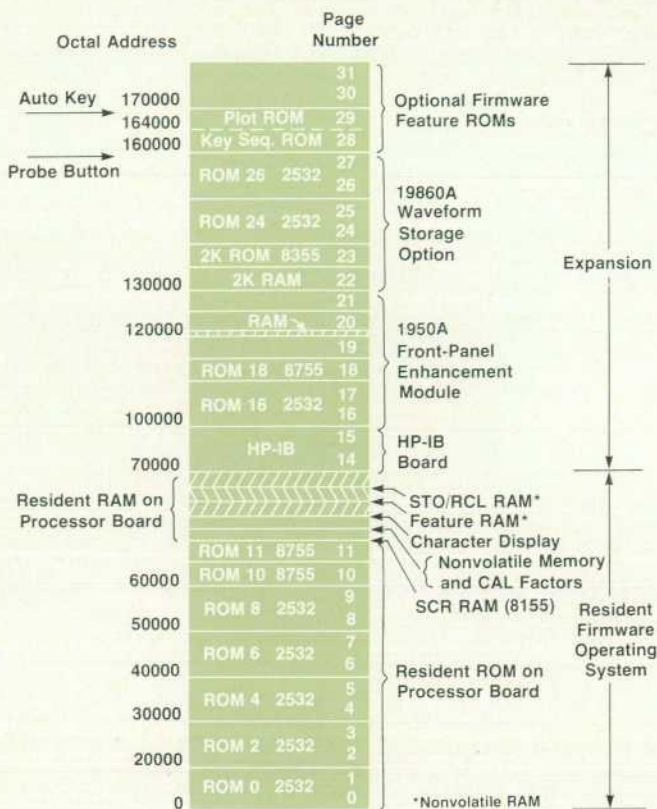 Octal Address
Page
Number
31
170000
30
Auto Key
164000
Plot ROM 29
160000
Key Seq. ROM 28
Optional Firmware
Feature ROMs
Probe Button
27
ROM 26 2532
26
25
ROM 24 2532
24
2K ROM 8355 23
2K RAM 22
130000
19860A
Waveform
Storage
Option
Expansion
21
RAM 20
120000
19
ROM 18 8755 18
17
ROM 16 2532
16
100000
1950A
Front-Panel
Enhancement
Module
15
HP-IB
14
70000
HP-IB
Board
Resident RAM on
Processor Board
STO/RCL RAM*
Feature RAM*
Character Display
Nonvolatile Memory
and CAL Factors
SCR RAM (8155)
ROM 11 8755 11
ROM 10 8755 10
60000
9
ROM 8 2532
8
50000
7
ROM 6 2532
6
40000
5
ROM 4 2532
4
30000
3
ROM 2 2532
2
20000
1
ROM 0 2532
0
0
Resident ROM on
Processor Board
Resident
Firmware
Operating
System
*Nonvolatile RAM